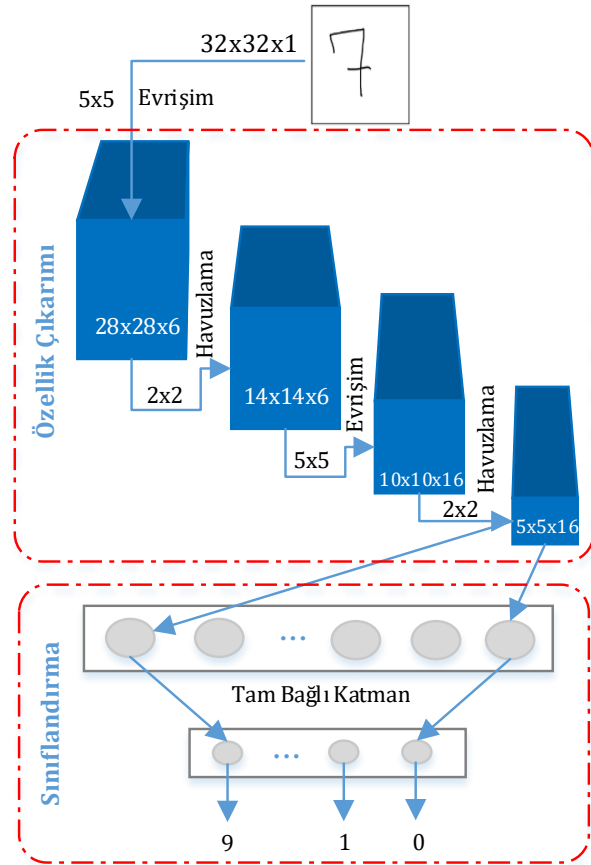 32x32x1
7
5x5
Evrişim
Özellik Çıkarımı
28x28x6
Havuzlama
2x2
14x14x6
Evrişim
5x5
10x10x16
Havuzlama
2x2
5x5x16
Sınıflandırma
...
Tam Bağlı Katman
...
9 1 0